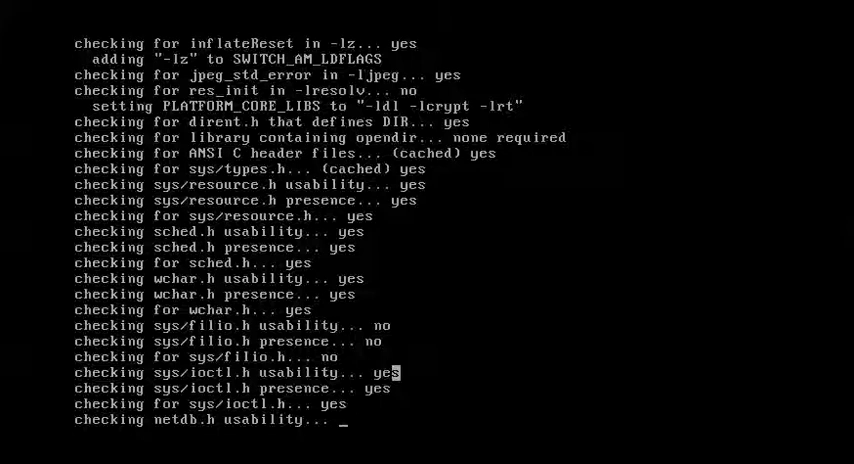 checking for inflateReset in -lz... yes
adding "-lz" to SWITCH_AM_LDFLAGS
checking for jpeg_std_error in -ljpeg... yes
checking for res_init in -lresolv... no
setting PLATFORM_CORE_LIBS to "-ldl -lcrypt -lrt"
checking for dirent.h that defines DIR... yes
checking for library containing opendir... none required
checking for ANSI C header files... (cached) yes
checking for sys/types.h... (cached) yes
checking sys/resource.h usability... yes
checking sys/resource.h presence... yes
checking for sys/resource.h... yes
checking sched.h usability... yes
checking sched.h presence... yes
checking for sched.h... yes
checking wchar.h usability... yes
checking wchar.h presence... yes
checking for wchar.h... yes
checking sys/filio.h usability... no
checking sys/filio.h presence... no
checking for sys/filio.h... no
checking sys/ioctl.h usability... yes
checking sys/ioctl.h presence... yes
checking for sys/ioctl.h... yes
checking netdb.h usability... _